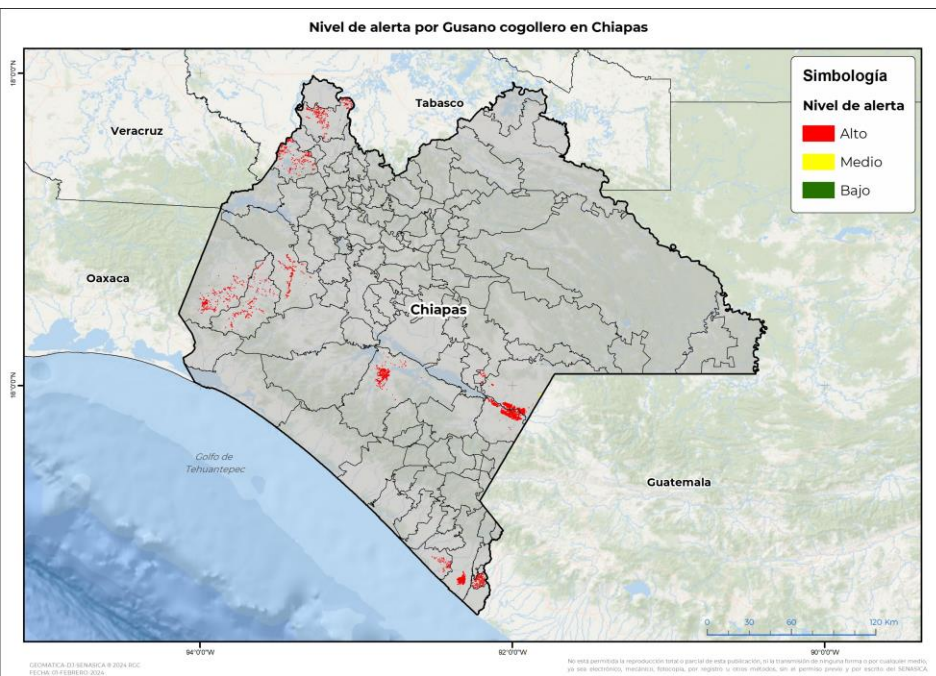 Nivel de alerta por Gusano cogollero en Chiapas
18°0'0"N
Tabasco
Simbología
Nivel de alerta
Veracruz
Alto
Medio
Bajo
Oaxaca
Chiapas
16°0'0"N
Golfo de
Tehuantepec
Guatemala
0 30 60 120 Km
94°0'0"W 92°0'0"W 90°0'0"W
GEOMATICA-DJ-SENASICA ® 2024 RGC
FECHA: 01-FEBRERO-2024
No está permitida la reproducción total o parcial de esta publicación, ni la transmisión de ninguna forma o por cualquier medio,
ya sea electrónico, mecánico, fotocopia, por registro u otros métodos, sin el permiso previo y por escrito del SENASICA.